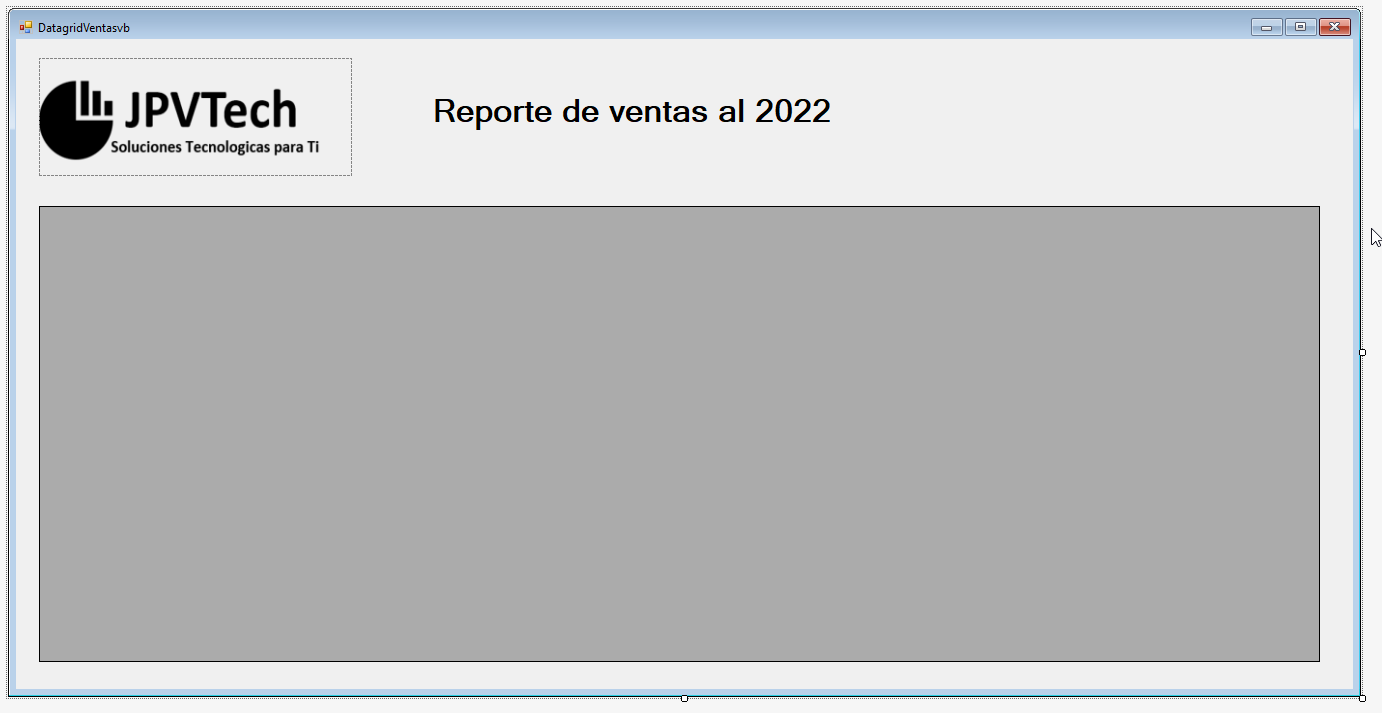 DatagridVentasvb
JPVTech
Soluciones Tecnologicas para Ti
Reporte de ventas al 2022